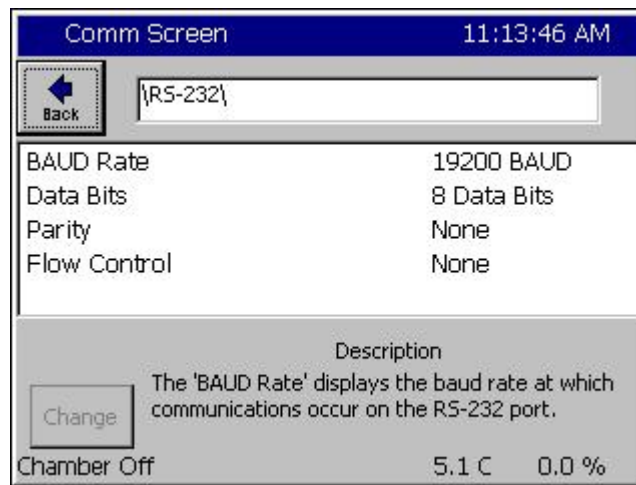 Comm Screen 11:13:46 AM
Back
\RS-232\
BAUD Rate 19200 BAUD
Data Bits 8 Data Bits
Parity None
Flow Control None
Description
The 'BAUD Rate' displays the baud rate at which
communications occur on the RS-232 port.
Change
Chamber Off 5.1 C 0.0 %